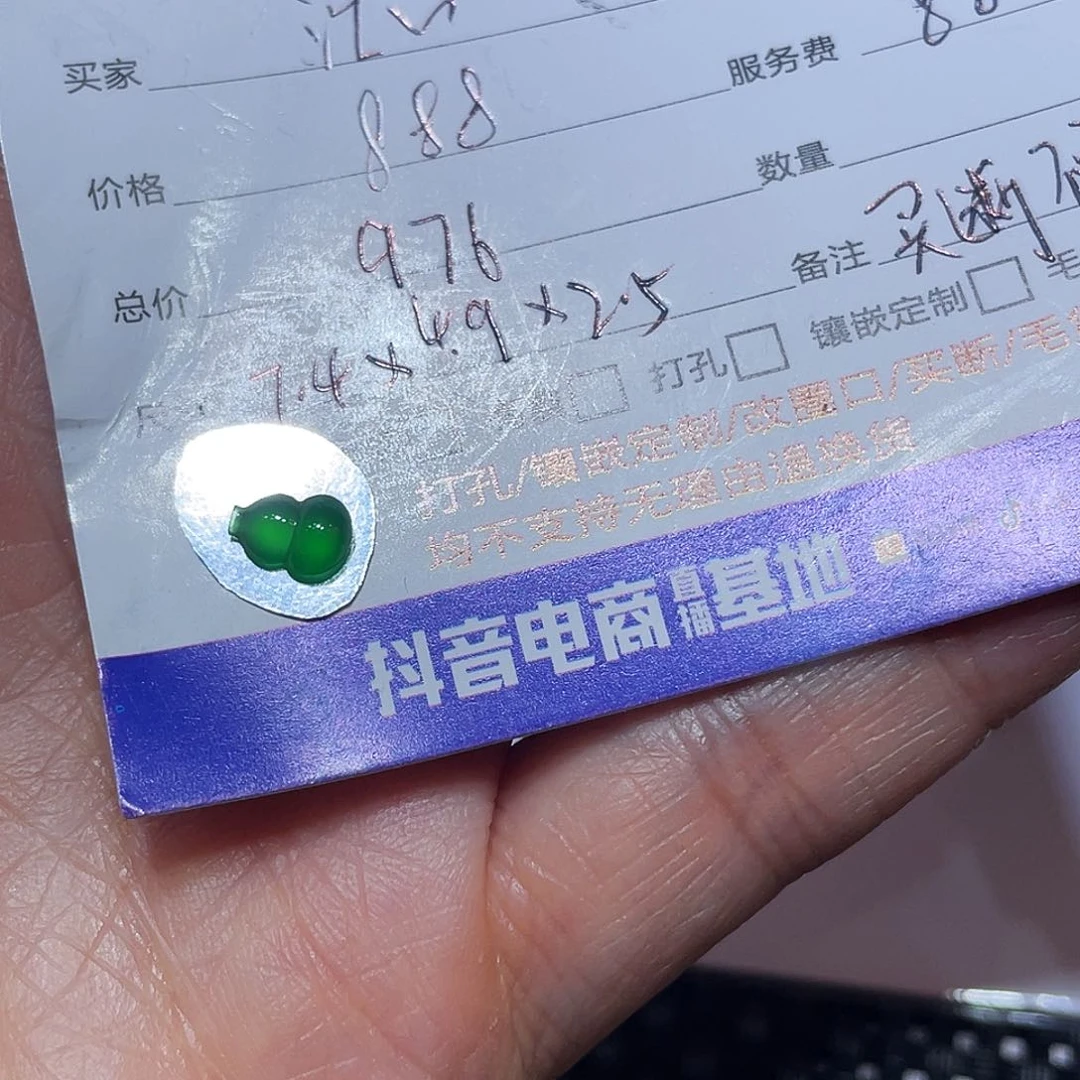 买家 服务费
价格 888 数量
总价 976 备注 买断
7.4×4.9×2.5
打孔 镶嵌定制 毛
打孔/镶嵌定制/改置口/买断/毛
均不支持无理由退换货
抖音电商直播基地